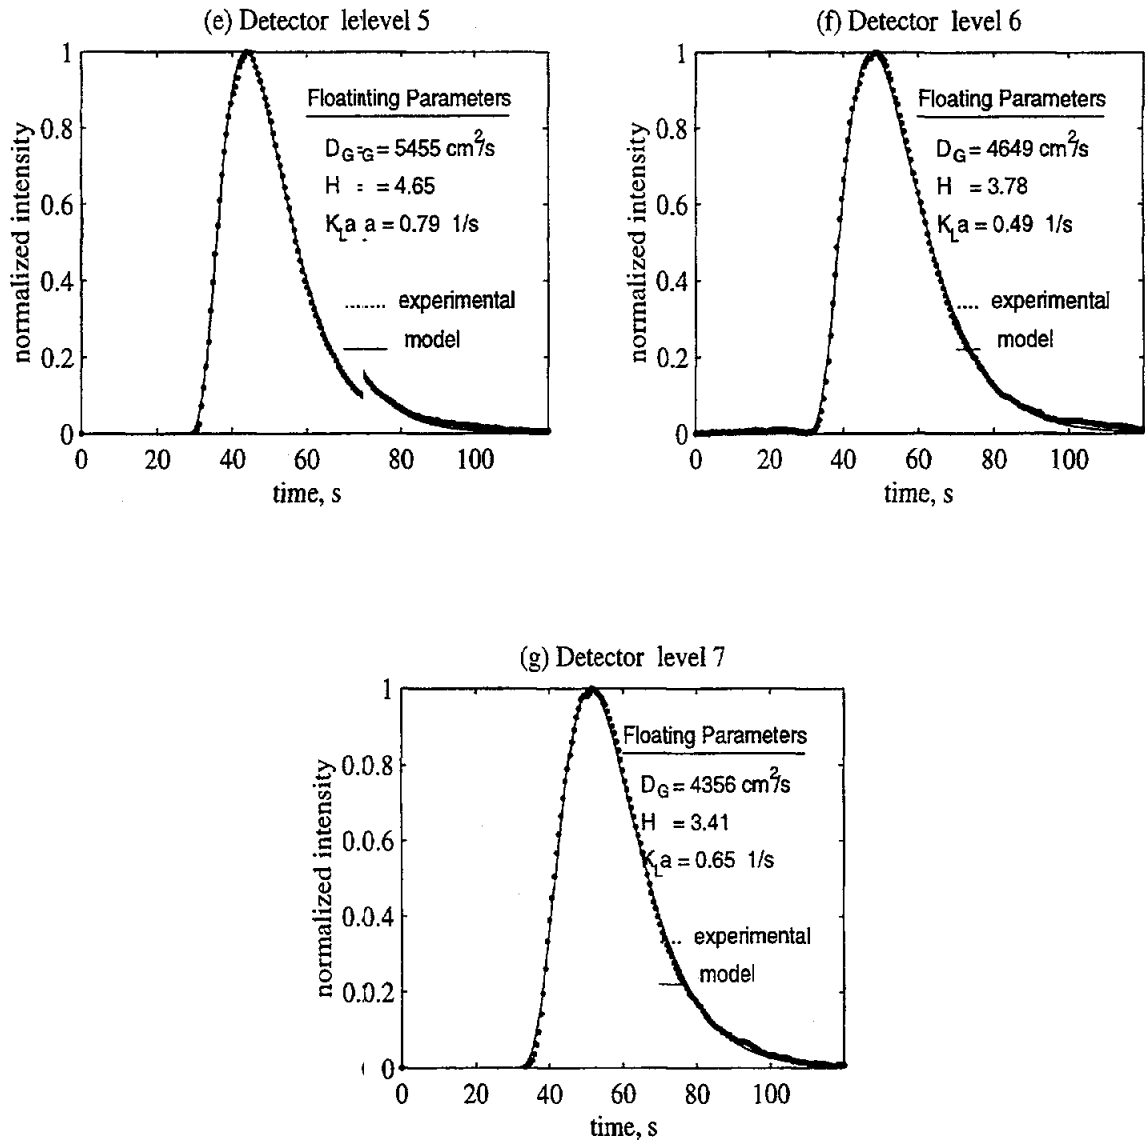 (e) Detector lelevel 5
1
0.8
0.6
0.4
0.2
0
0 20 40 60 80 100
normalized intensity
time, s
Floatinting Parameters
D_G = G = 5455 cm²/s
H = = 4.65
K_L a a = 0.79 1/s
experimental
model
(f) Detector level 6
1
0.8
0.6
0.4
0.2
0
0 20 40 60 80 100
normalized intensity
time, s
Floating Parameters
D_G = 4649 cm²/s
H = 3.78
K_L a = 0.49 1/s
experimental
model
(g) Detector level 7
1
0.0.8
0.0.6
0.0.4
0.0.2
0
0 20 40 60 80 100
normalized intensity
time, s
Floating Parameters
D_G = 4356 cm²/s
H = 3.41
K_L a = 0.65 1/s
experimental
model